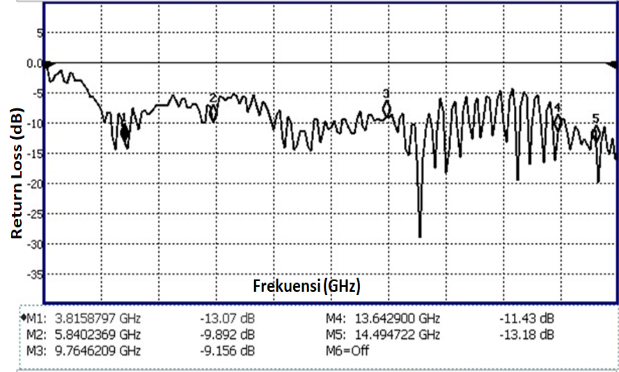 5
0.0
-5
-10
-15
-20
-25
-30
-35
Return Loss (dB)
1
2
3
4
5
Frekuensi (GHz)
M1: 3.8158797 GHz -13.07 dB M4: 13.642900 GHz -11.43 dB
M2: 5.8402369 GHz -9.892 dB M5: 14.494722 GHz -13.18 dB
M3: 9.7646209 GHz -9.156 dB M6=Off